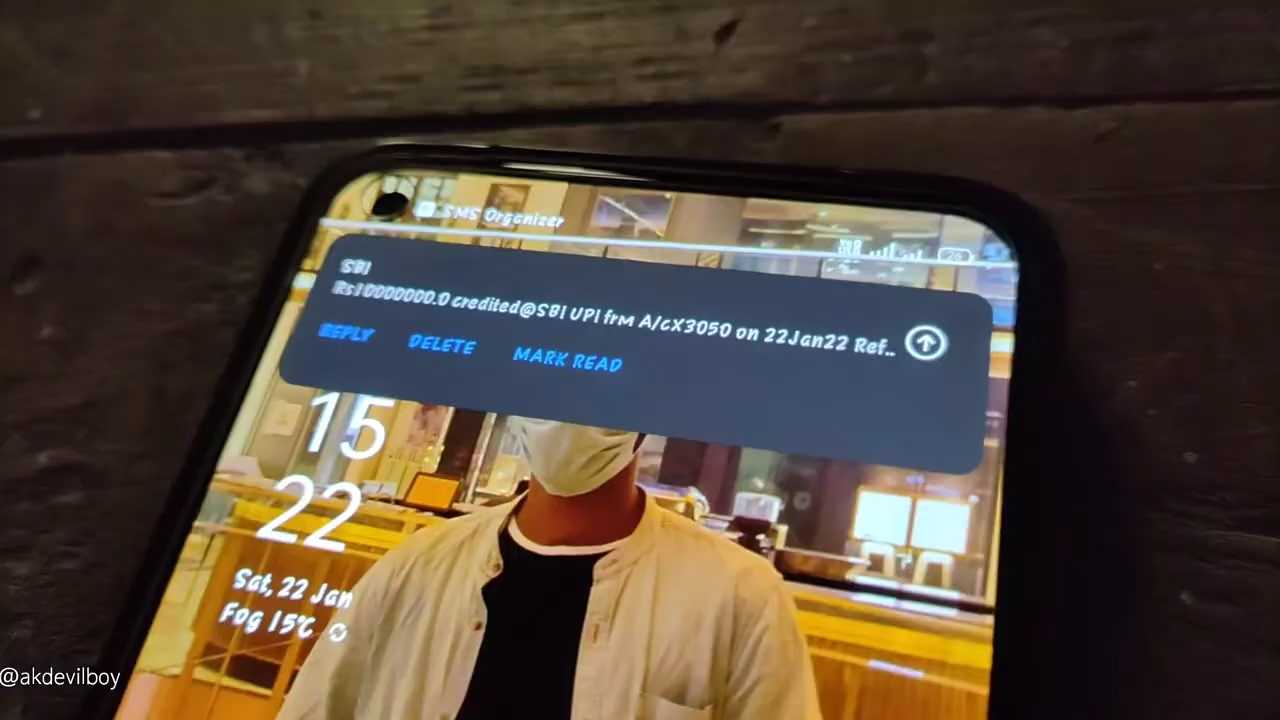 SMS Organizer
26
SBI
Rs10000000.0 credited@SBI UPI frm A/cX3050 on 22Jan22 Ref..
REPLY DELETE MARK READ
15
22
Sat, 22 Jan
Fog 15°C
@akdevilboy